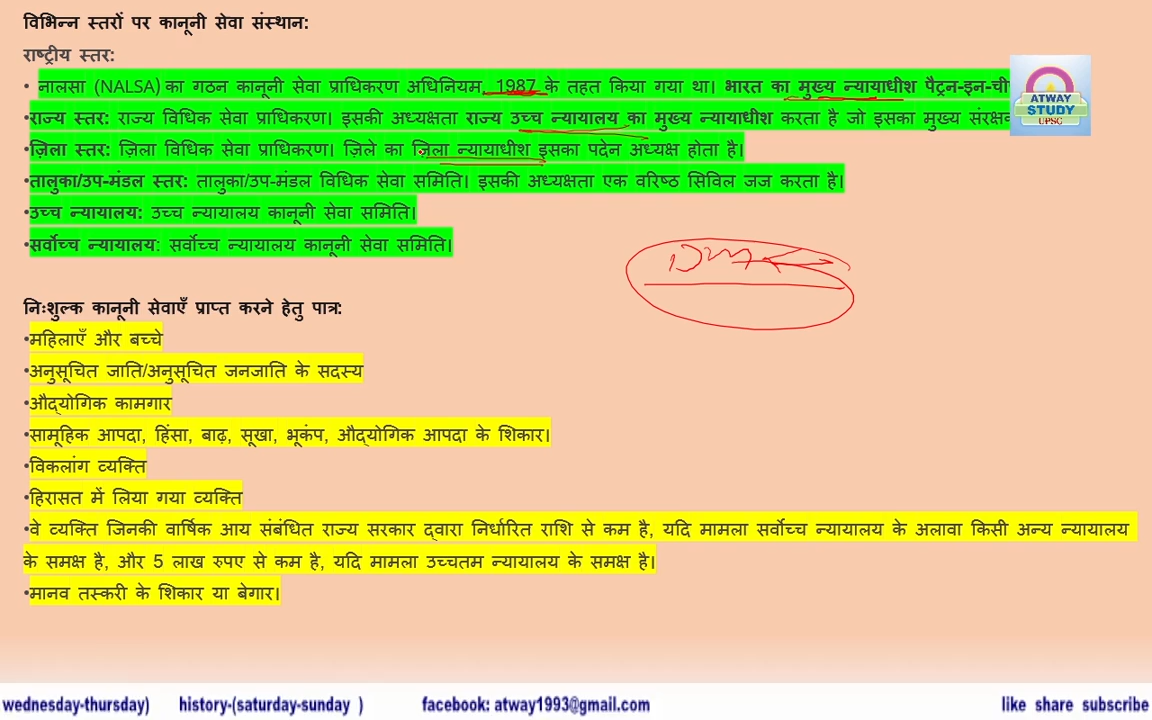 विभिन्न स्तरों पर कानूनी सेवा संस्थान:
राष्ट्रीय स्तर:
• नालसा (NALSA) का गठन कानूनी सेवा प्राधिकरण अधिनियम, 1987 के तहत किया गया था। भारत का मुख्य न्यायाधीश पैट्रन-इन-ची
राज्य स्तर: राज्य विधिक सेवा प्राधिकरण। इसकी अध्यक्षता राज्य उच्च न्यायालय का मुख्य न्यायाधीश करता है जो इसका मुख्य
•ज़िला स्तर: ज़िला विधिक सेवा प्राधिकरण। ज़िले का ज़िला न्यायाधीश इसका पदेन अध्यक्ष होता है।
•तालुका/उप-मंडल स्तर: तालुका/उप-मंडल विधिक सेवा समिति। इसकी अध्यक्षता एक वरिष्ठ सिविल जज करता है।
•उच्च न्यायालय: उच्च न्यायालय कानूनी सेवा समिति।
•सर्वोच्च न्यायालय: सर्वोच्च न्यायालय कानूनी सेवा समिति।
ATWAY
STUDY
UPSC
निःशुल्क कानूनी सेवाएँ प्राप्त करने हेतु पात्र:
•महिलाएँ और बच्चे
•अनुसूचित जाति/अनुसूचित जनजाति के सदस्य
•औद्योगिक कामगार
•सामूहिक आपदा, हिंसा, बाढ़, सूखा, भूकंप, औद्योगिक आपदा के शिकार।
•विकलांग व्यक्ति
•हिरासत में लिया गया व्यक्ति
•वे व्यक्ति जिनकी वार्षिक आय संबंधित राज्य सरकार द्वारा निर्धारित राशि से कम है, यदि मामला सर्वोच्च न्यायालय के अलावा किसी अन्य न्यायालय
के समक्ष है, और 5 लाख रुपए से कम है, यदि मामला उच्चतम न्यायालय के समक्ष है।
•मानव तस्करी के शिकार या बेगार।
wednesday-thursday) history-(saturday-sunday ) facebook: atway1993@gmail.com like share subscribe